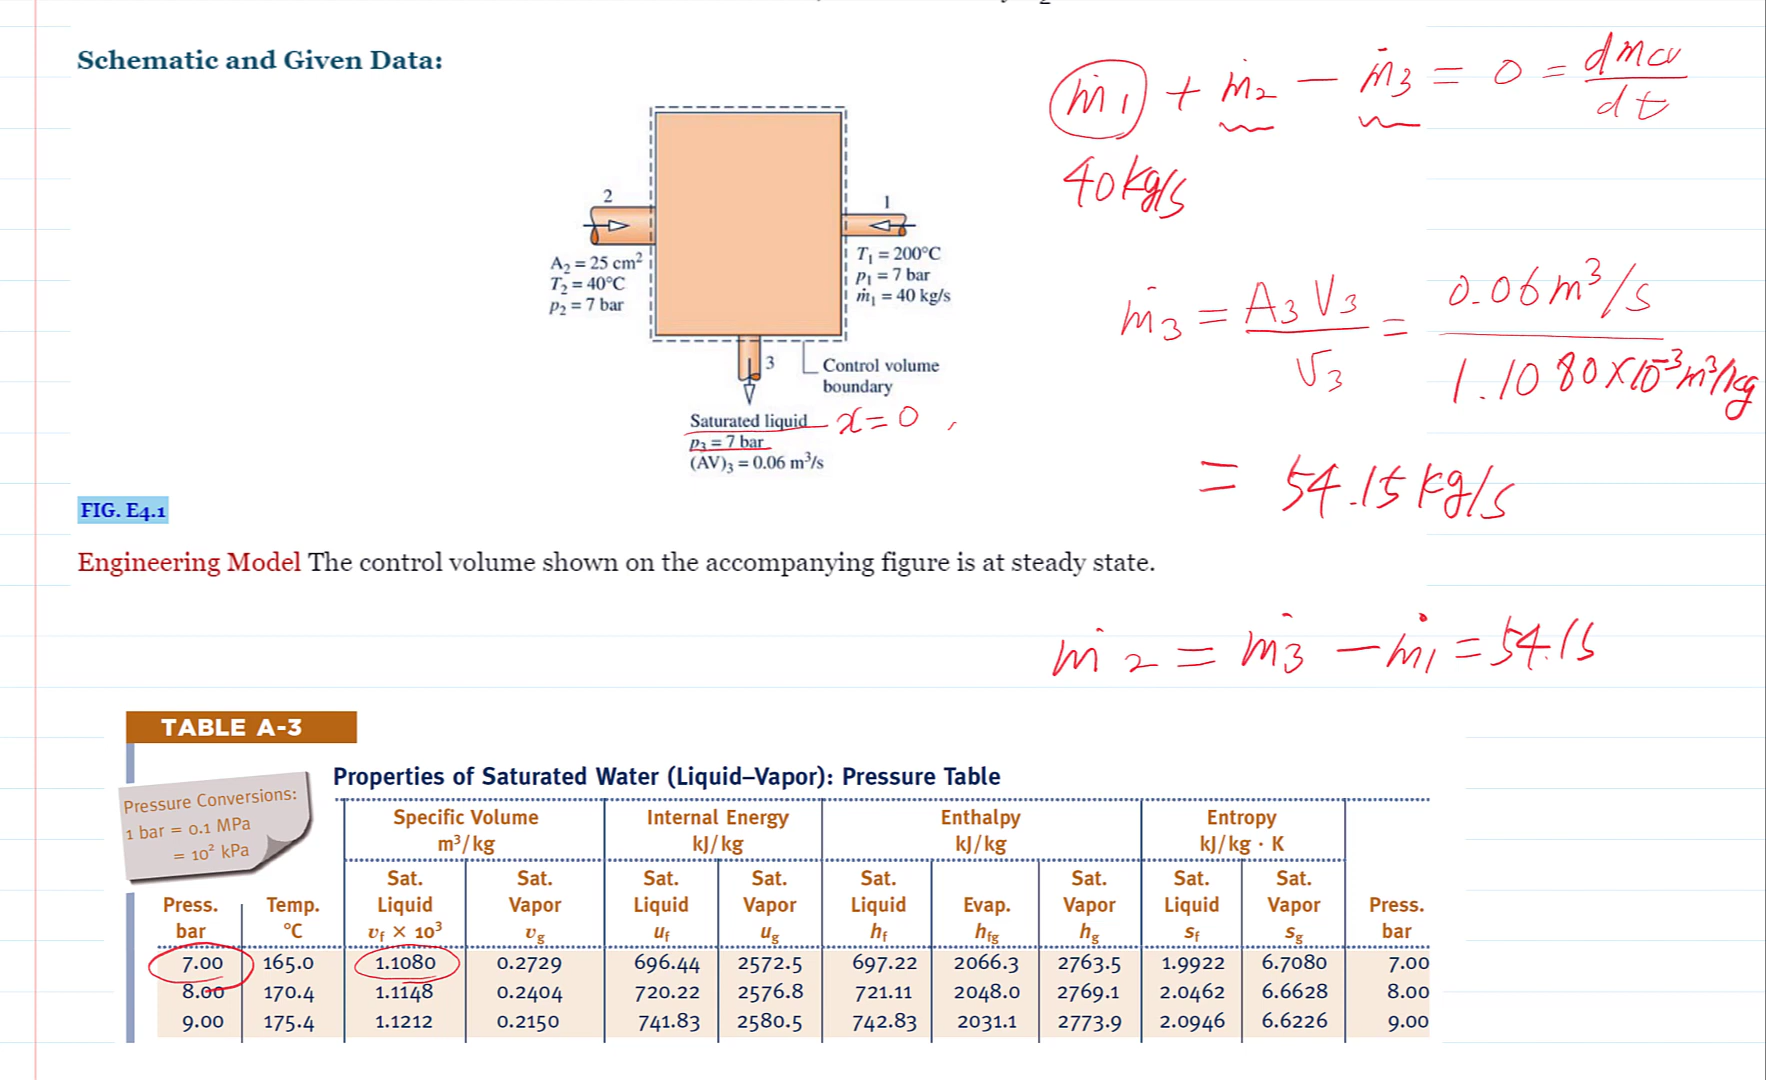 Schematic and Given Data:
ṁ1 + ṁ2 − ṁ3 = 0 = dmcv/dt
40 kg/s
2
A₂ = 25 cm²
T₂ = 40°C
p₂ = 7 bar
1
T₁ = 200°C
p₁ = 7 bar
ṁ₁ = 40 kg/s
3
Control volume
boundary
Saturated liquid x=0,
p₃ = 7 bar
(AV)₃ = 0.06 m³/s
ṁ3 = A3 V3 / v3 = 0.06 m³/s / 1.1080×10⁻³ m³/kg
= 54.15 kg/s
FIG. E4.1
Engineering Model The control volume shown on the accompanying figure is at steady state.
ṁ2 = ṁ3 − ṁ1 = 54.15
TABLE A-3
Pressure Conversions:
1 bar = 0.1 MPa
= 10² kPa
Properties of Saturated Water (Liquid–Vapor): Pressure Table
Specific Volume Internal Energy Enthalpy Entropy
m³/kg kJ/kg kJ/kg kJ/kg · K
Sat. Sat. Sat. Sat. Sat. Sat. Sat. Sat.
Press. Temp. Liquid Vapor Liquid Vapor Liquid Evap. Vapor Liquid Vapor Press.
bar °C vf × 10³ vg uf ug hf hfg hg sf sg bar
7.00 165.0 1.1080 0.2729 696.44 2572.5 697.22 2066.3 2763.5 1.9922 6.7080 7.00
8.00 170.4 1.1148 0.2404 720.22 2576.8 721.11 2048.0 2769.1 2.0462 6.6628 8.00
9.00 175.4 1.1212 0.2150 741.83 2580.5 742.83 2031.1 2773.9 2.0946 6.6226 9.00